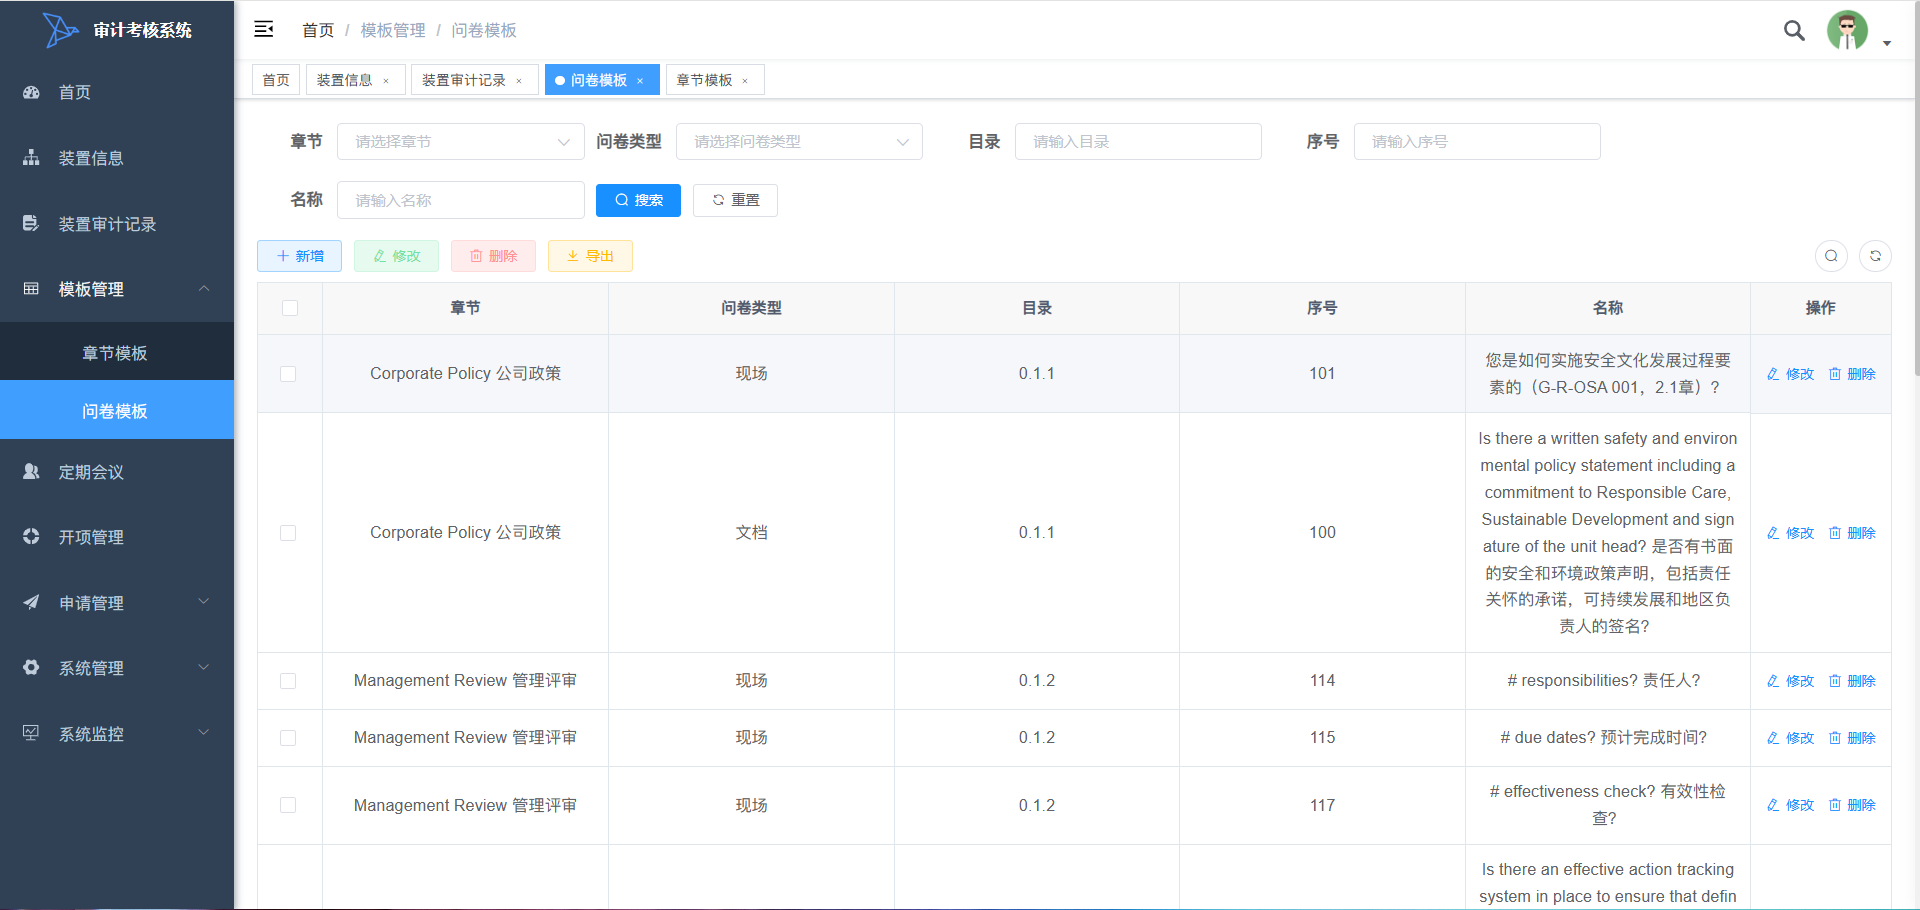 审计考核系统
首页
装置信息
装置审计记录
模板管理
章节模板
问卷模板
定期会议
开项管理
申请管理
系统管理
系统监控
首页 / 模板管理 / 问卷模板
首页 装置信息 × 装置审计记录 × 问卷模板 × 章节模板 ×
章节 请选择章节 问卷类型 请选择问卷类型 目录 请输入目录 序号 请输入序号
名称 请输入名称 搜索 重置
新增 修改 删除 导出
章节 问卷类型 目录 序号 名称 操作
Corporate Policy 公司政策 现场 0.1.1 101
您是如何实施安全文化发展过程要
素的（G-R-OSA 001，2.1章）?
修改 删除
Corporate Policy 公司政策 文档 0.1.1 100
Is there a written safety and environ
mental policy statement including a
commitment to Responsible Care,
Sustainable Development and sign
ature of the unit head? 是否有书面
的安全和环境政策声明，包括责任
关怀的承诺，可持续发展和地区负
责人的签名?
修改 删除
Management Review 管理评审 现场 0.1.2 114 # responsibilities? 责任人? 修改 删除
Management Review 管理评审 现场 0.1.2 115 # due dates? 预计完成时间? 修改 删除
Management Review 管理评审 现场 0.1.2 117
# effectiveness check? 有效性检
查?
修改 删除
Is there an effective action tracking
system in place to ensure that defin